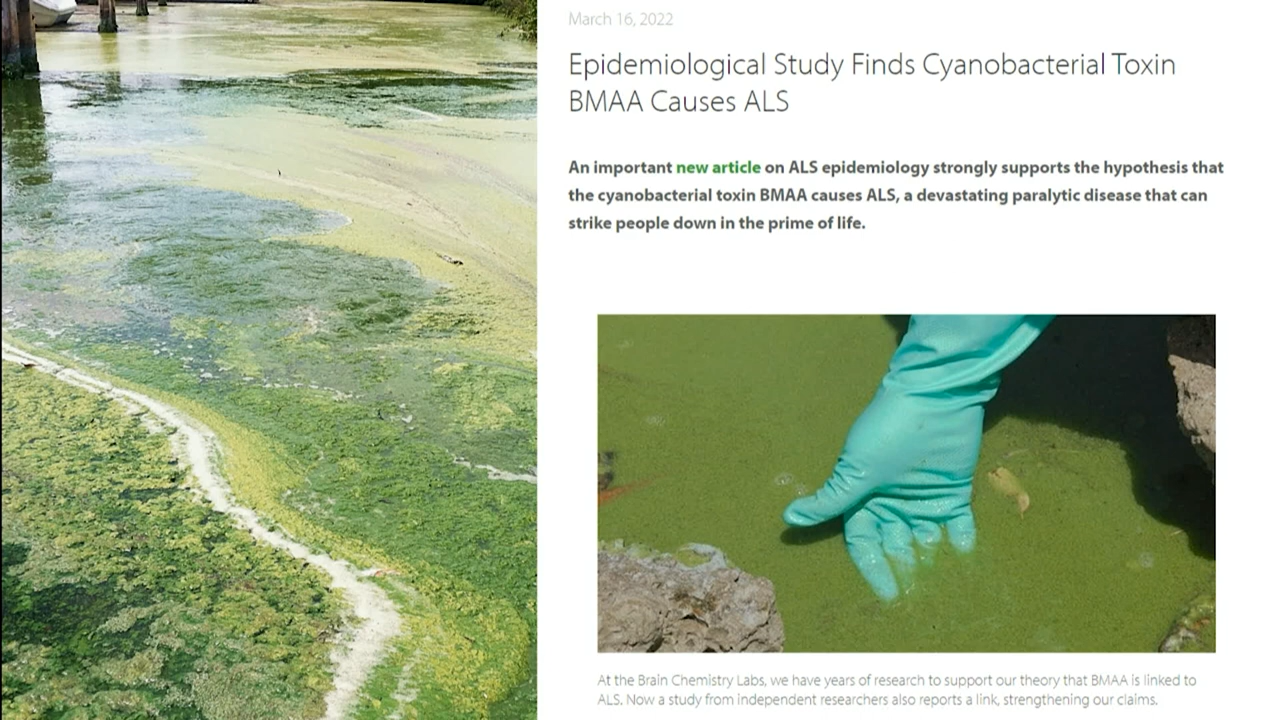 March 16, 2022
Epidemiological Study Finds Cyanobacterial Toxin
BMAA Causes ALS
An important new article on ALS epidemiology strongly supports the hypothesis that
the cyanobacterial toxin BMAA causes ALS, a devastating paralytic disease that can
strike people down in the prime of life.
At the Brain Chemistry Labs, we have years of research to support our theory that BMAA is linked to
ALS. Now a study from independent researchers also reports a link, strengthening our claims.